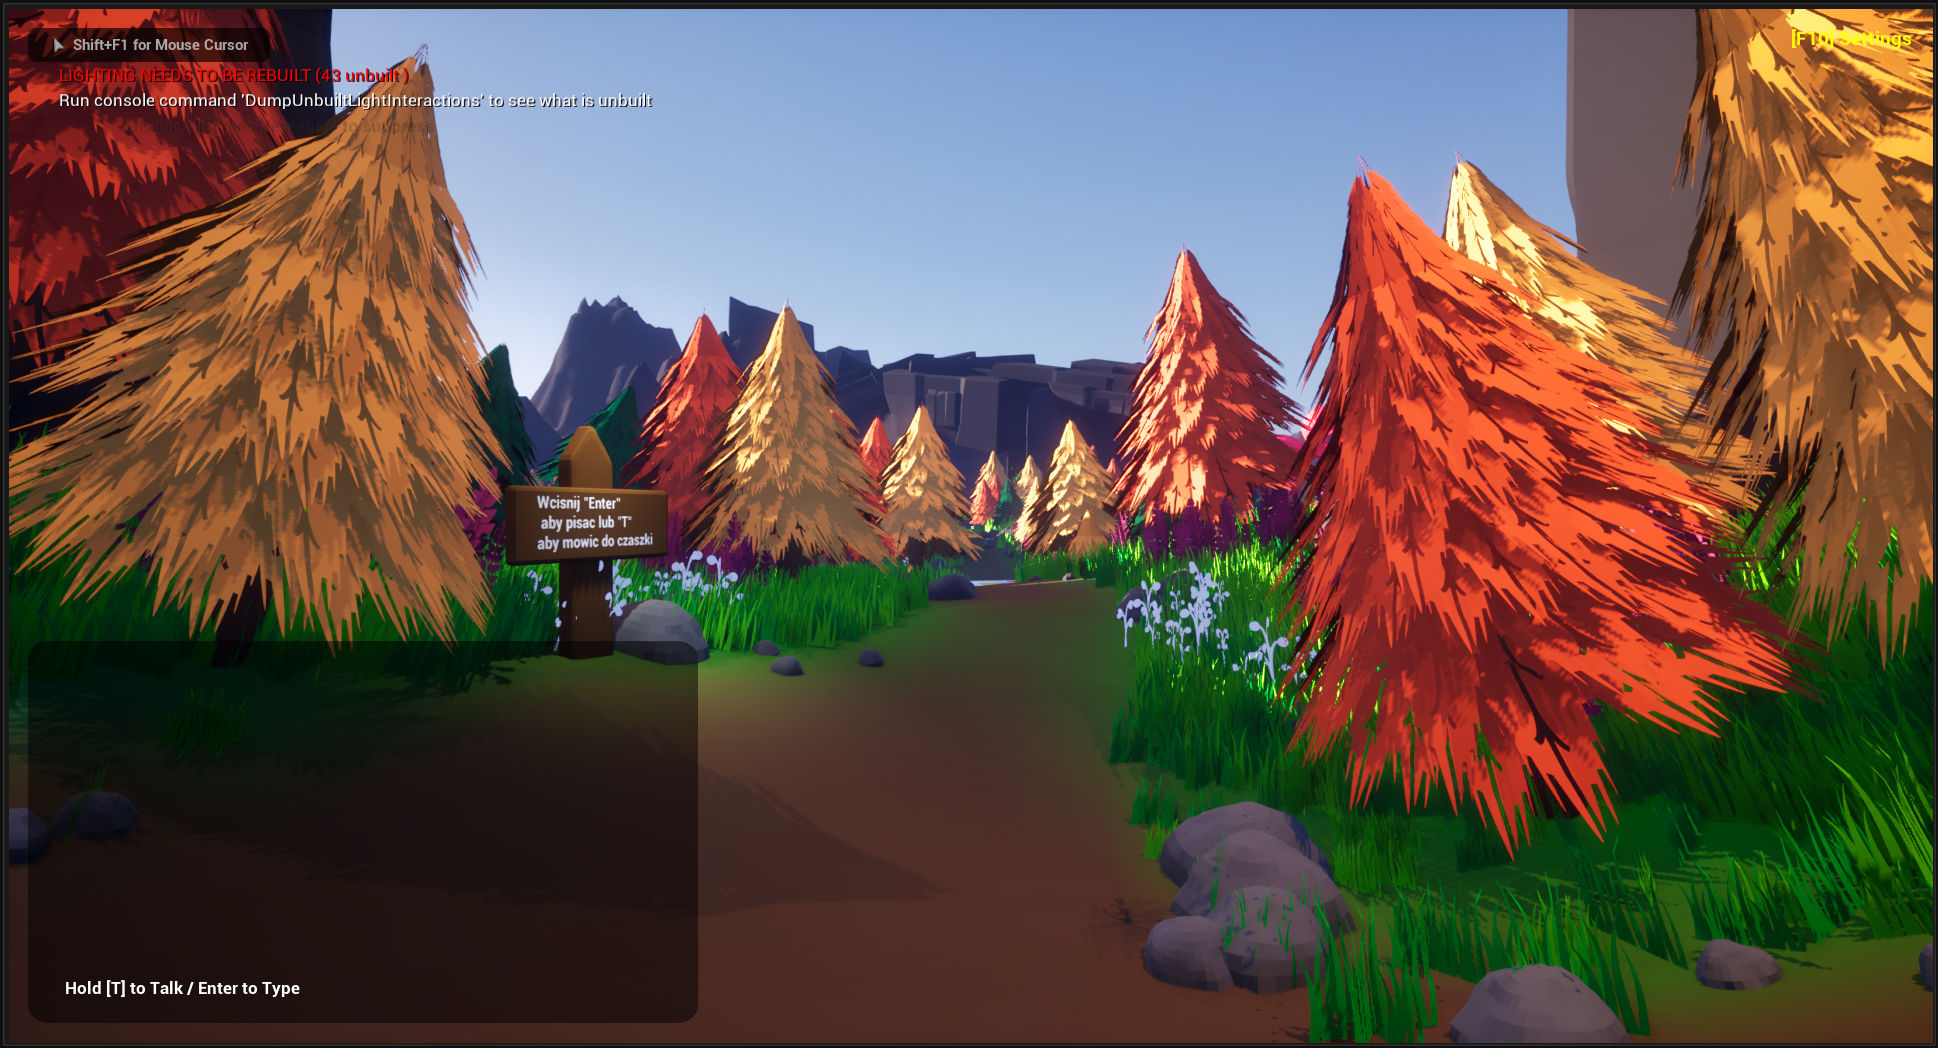 Shift+F1 for Mouse Cursor
[F10] Settings
LIGHTING NEEDS TO BE REBUILT (43 unbuilt )
Run console command 'DumpUnbuiltLightInteractions' to see what is unbuilt
to suppress
Wcisnij "Enter"
aby pisac lub "T"
aby mowic do czaszki
Hold [T] to Talk / Enter to Type